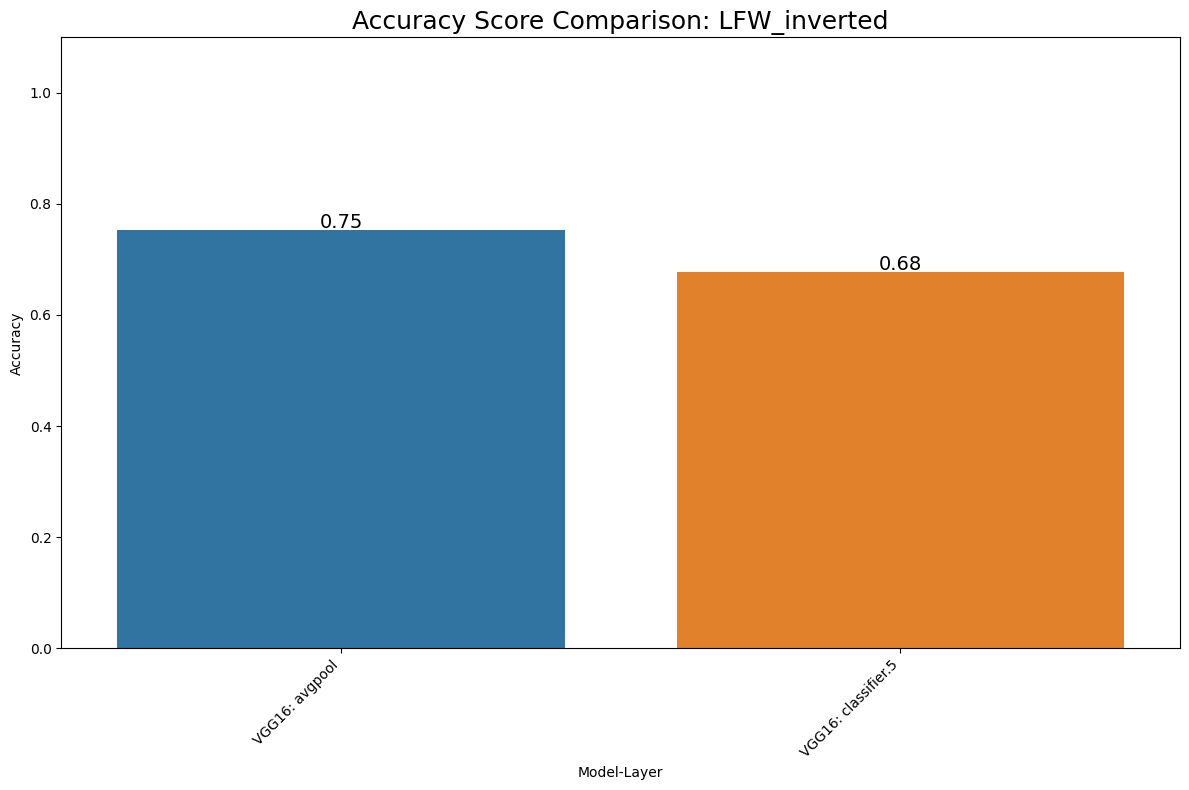 Accuracy Score Comparison: LFW_inverted
1.0
0.8
0.6
0.4
0.2
0.0
Accuracy
0.75
0.68
VGG16: avgpool
VGG16: classifier.5
Model-Layer